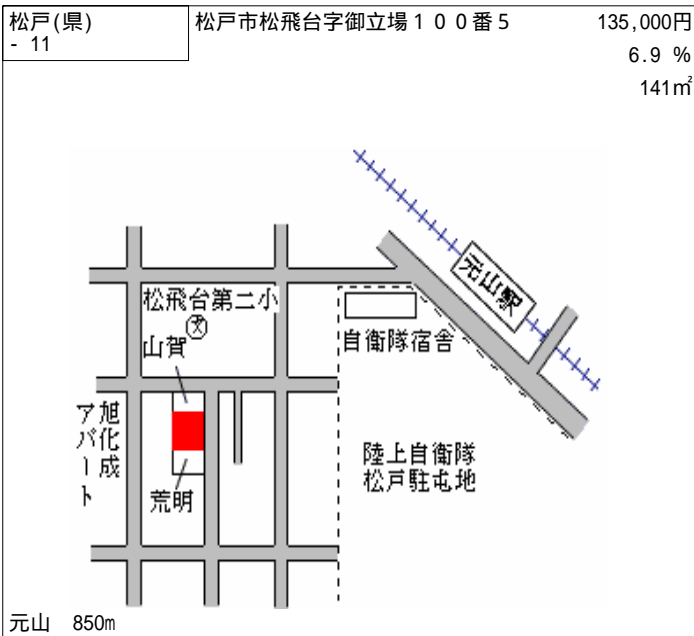 松戸(県)
- 11
松戸市松飛台字御立場１００番５
135,000円
6.9 %
141㎡
元山駅
松飛台第二小
文
山賀
自衛隊宿舎
旭化成
アパート
荒明
陸上自衛隊
松戸駐屯地
元山 850m